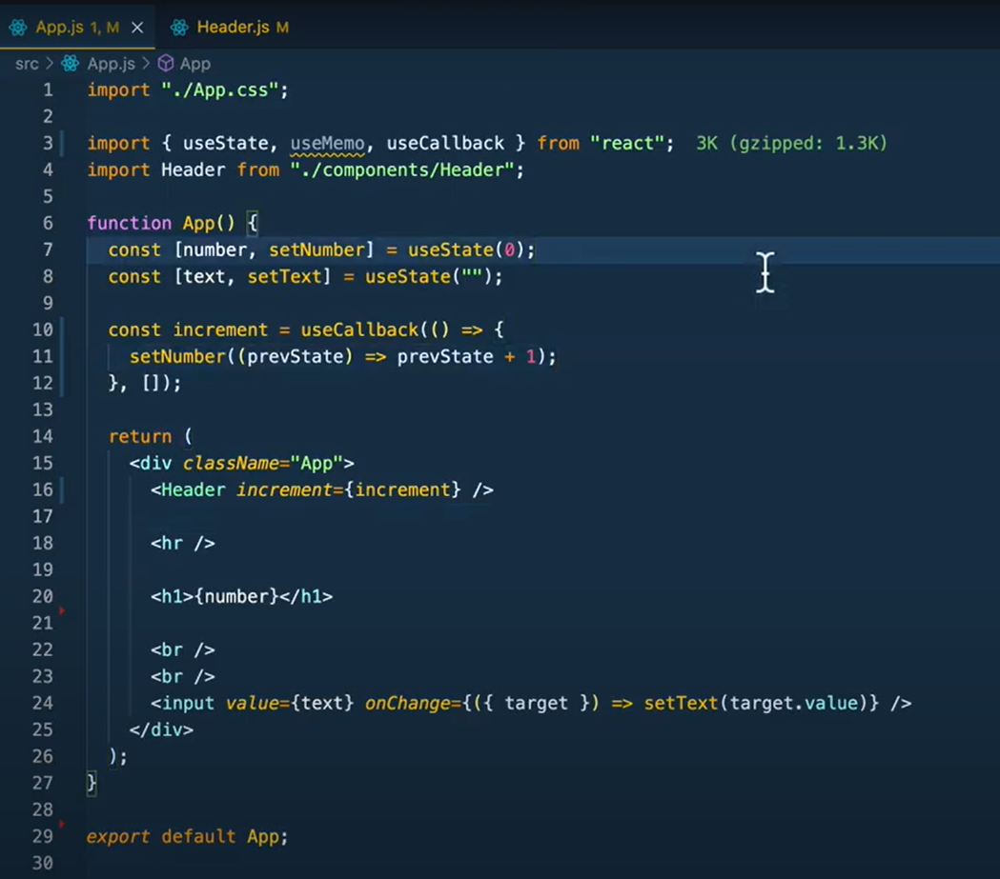 App.js 1, M Header.js M
src > App.js > App
1 import "./App.css";
2
3 import { useState, useMemo, useCallback } from "react"; 3K (gzipped: 1.3K)
4 import Header from "./components/Header";
5
6 function App() {
7 const [number, setNumber] = useState(0);
8 const [text, setText] = useState("");
9
10 const increment = useCallback(() => {
11 setNumber((prevState) => prevState + 1);
12 }, []);
13
14 return (
15 <div className="App">
16 <Header increment={increment} />
17
18 <hr />
19
20 <h1>{number}</h1>
21
22 <br />
23 <br />
24 <input value={text} onChange={({ target }) => setText(target.value)} />
25 </div>
26 );
27 }
28
29 export default App;
30